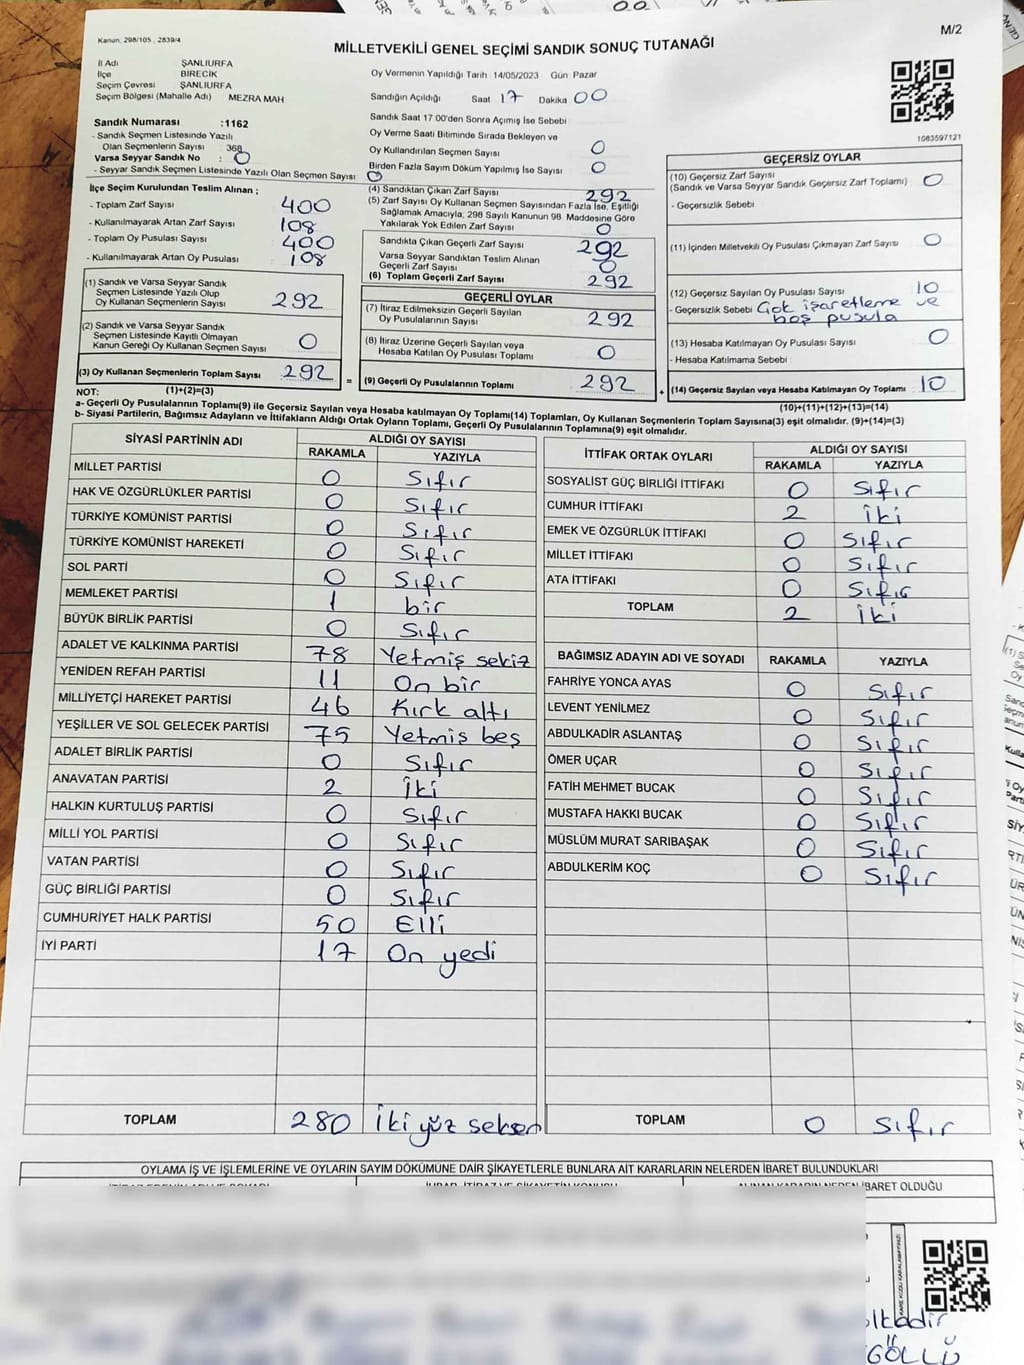 Kanun, 298/105 , 2839/4
M/2
MİLLETVEKİLİ GENEL SEÇİMİ SANDIK SONUÇ TUTANAĞI
İl Adı ŞANLIURFA
İlçe BİRECİK
Seçim Çevresi ŞANLIURFA
Seçim Bölgesi (Mahalle Adı) MEZRA MAH
Oy Vermenin Yapıldığı Tarih 14/05/2023 Gün Pazar
Sandığın Açıldığı Saat 17 Dakika 00
Sandık Saat 17.00'den Sonra Açımış İse Sebebi
1083597121
Sandık Numarası :1162
- Sandık Seçmen Listesinde Yazılı
Olan Seçmenlerin Sayısı 368
Varsa Seyyar Sandık No : 0
- Seyyar Sandık Seçmen Listesinde Yazılı Olan Seçmen Sayısı 0
Oy Verme Saati Bitiminde Sırada Bekleyen ve
Oy Kullandırılan Seçmen Sayısı 0
Birden Fazla Sayım Döküm Yapılmış İse Sayısı 0
İlçe Seçim Kurulundan Teslim Alınan ;
- Toplam Zarf Sayısı 400
- Kullanılmayarak Artan Zarf Sayısı 108
- Toplam Oy Pusulası Sayısı 400
- Kullanılmayarak Artan Oy Pusulası 108
(4) Sandıktan Çıkan Zarf Sayısı 292
(5) Zarf Sayısı Oy Kullanan Seçmen Sayısından Fazla İse, Eşitliği
Sağlamak Amacıyla, 298 Sayılı Kanunun 98. Maddesine Göre
Yakılarak Yok Edilen Zarf Sayısı 0
Sandıkta Çıkan Geçerli Zarf Sayısı 292
Varsa Seyyar Sandıktan Teslim Alınan
Geçerli Zarf Sayısı 0
(6) Toplam Geçerli Zarf Sayısı 292
(1) Sandık ve Varsa Seyyar Sandık
Seçmen Listesinde Yazılı Olup
Oy Kullanan Seçmenlerin Sayısı 292
(2) Sandık ve Varsa Seyyar Sandık
Seçmen Listesinde Kayıtlı Olmayan
Kanun Gereği Oy Kullanan Seçmen Sayısı 0
(3) Oy Kullanan Seçmenlerin Toplam Sayısı 292
GEÇERLİ OYLAR
(7) İtiraz Edilmeksizin Geçerli Sayılan
Oy Pusulalarının Sayısı 292
(8) İtiraz Üzerine Geçerli Sayılan veya
Hesaba Katılan Oy Pusulası Toplamı 0
= (9) Geçerli Oy Pusulalarının Toplamı 292
GEÇERSİZ OYLAR
(10) Geçersiz Zarf Sayısı
(Sandık ve Varsa Seyyar Sandık Geçersiz Zarf Toplamı) 0
- Geçersizlik Sebebi
(11) İçinden Milletvekili Oy Pusulası Çıkmayan Zarf Sayısı 0
(12) Geçersiz Sayılan Oy Pusulası Sayısı 10
- Geçersizlik Sebebi Çok işaretleme ve
boş pusula
(13) Hesaba Katılmayan Oy Pusulası Sayısı 0
- Hesaba Katılmama Sebebi
+ (14) Geçersiz Sayılan veya Hesaba Katılmayan Oy Toplamı 10
NOT: (1)+(2)=(3)
(10)+(11)+(12)+(13)=(14)
a- Geçerli Oy Pusulalarının Toplamı(9) ile Geçersiz Sayılan veya Hesaba katılmayan Oy Toplamı(14) Toplamları, Oy Kullanan Seçmenlerin Toplam Sayısına(3) eşit olmalıdır. (9)+(14)=(3)
b- Siyasi Partilerin, Bağımsız Adayların ve İttifakların Aldığı Ortak Oyların Toplamı, Geçerli Oy Pusulalarının Toplamına(9) eşit olmalıdır.
SİYASİ PARTİNİN ADI ALDIĞI OY SAYISI
RAKAMLA YAZIYLA
MİLLET PARTİSİ 0 Sıfır
HAK VE ÖZGÜRLÜKLER PARTİSİ 0 Sıfır
TÜRKİYE KOMÜNİST PARTİSİ 0 Sıfır
TÜRKİYE KOMÜNİST HAREKETİ 0 Sıfır
SOL PARTİ 0 Sıfır
MEMLEKET PARTİSİ 1 bir
BÜYÜK BİRLİK PARTİSİ 0 Sıfır
ADALET VE KALKINMA PARTİSİ 78 Yetmiş sekiz
YENİDEN REFAH PARTİSİ 11 On bir
MİLLİYETÇİ HAREKET PARTİSİ 46 Kırk altı
YEŞİLLER VE SOL GELECEK PARTİSİ 75 Yetmiş beş
ADALET BİRLİK PARTİSİ 0 Sıfır
ANAVATAN PARTİSİ 2 İki
HALKIN KURTULUŞ PARTİSİ 0 Sıfır
MİLLİ YOL PARTİSİ 0 Sıfır
VATAN PARTİSİ 0 Sıfır
GÜÇ BİRLİĞİ PARTİSİ 0 Sıfır
CUMHURİYET HALK PARTİSİ 50 Elli
İYİ PARTİ 17 On yedi
TOPLAM 280 İki yüz seksen
İTTİFAK ORTAK OYLARI ALDIĞI OY SAYISI
RAKAMLA YAZIYLA
SOSYALİST GÜÇ BİRLİĞİ İTTİFAKI 0 Sıfır
CUMHUR İTTİFAKI 2 İki
EMEK VE ÖZGÜRLÜK İTTİFAKI 0 Sıfır
MİLLET İTTİFAKI 0 Sıfır
ATA İTTİFAKI 0 Sıfır
TOPLAM 2 İki
BAĞIMSIZ ADAYIN ADI VE SOYADI RAKAMLA YAZIYLA
FAHRİYE YONCA AYAS 0 Sıfır
LEVENT YENİLMEZ 0 Sıfır
ABDULKADİR ASLANTAŞ 0 Sıfır
ÖMER UÇAR 0 Sıfır
FATİH MEHMET BUCAK 0 Sıfır
MUSTAFA HAKKI BUCAK 0 Sıfır
MÜSLÜM MURAT SARIBAŞAK 0 Sıfır
ABDULKERİM KOÇ 0 Sıfır
TOPLAM 0 Sıfır
OYLAMA İŞ VE İŞLEMLERİNE VE OYLARIN SAYIM DÖKÜMÜNE DAİR ŞİKAYETLERLE BUNLARA AİT KARARLARIN NELERDEN İBARET BULUNDUKLARI
İBARET OLDUĞU
GÖLLÜ